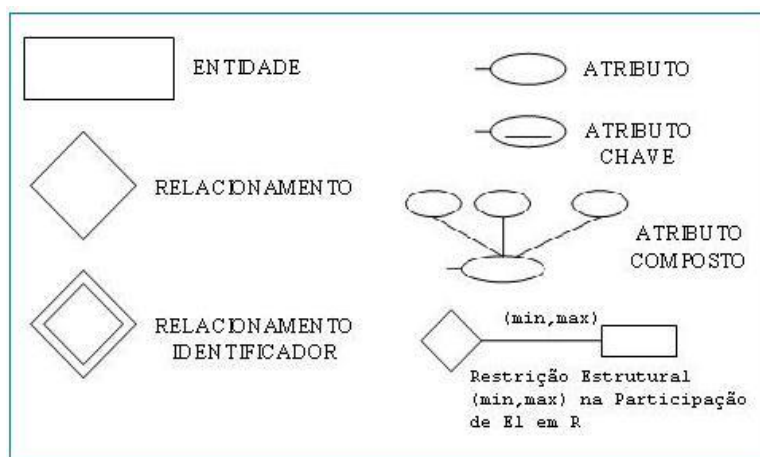 ENTIDADE
RELACIONAMENTO
RELACIONAMENTO
IDENTIFICADOR
ATRIBUTO
ATRIBUTO
CHAVE
ATRIBUTO
COMPOSTO
(min,max)
Restrição Estrutural
(min,max) na Participação
de El em R